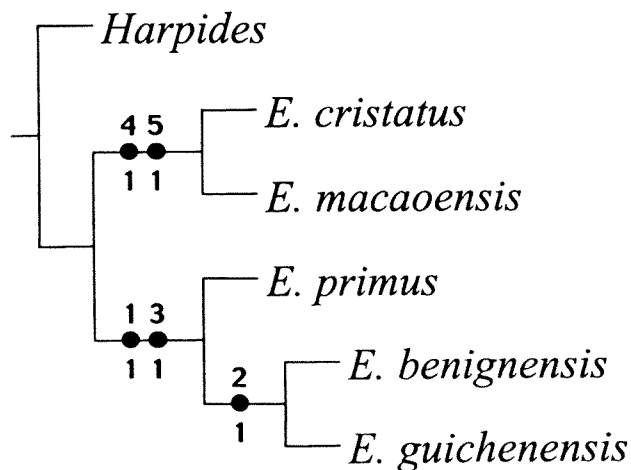 Harpides
4 5
E. cristatus
1 1
E. macaoensis
E. primus
1 3
1 1
2
E. benignensis
1
E. guichenensis